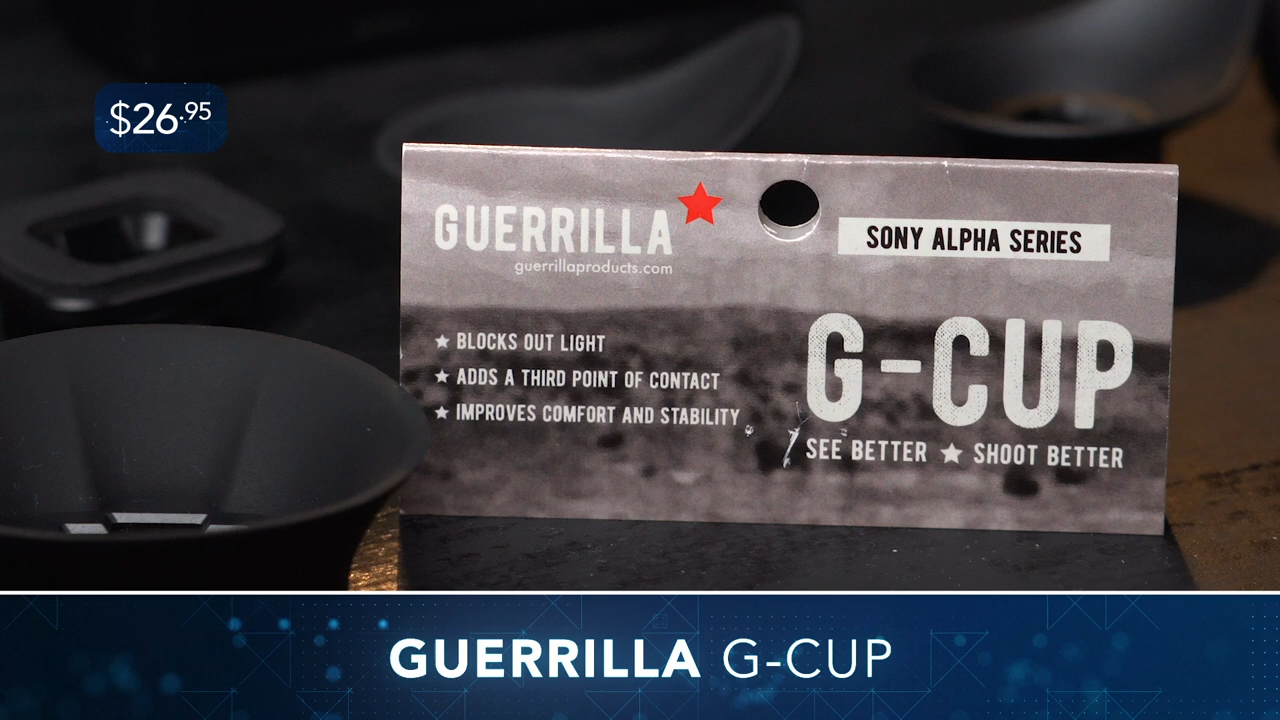 $26.95
GUERRILLA
guerrillaproducts.com
SONY ALPHA SERIES
★ BLOCKS OUT LIGHT
★ ADDS A THIRD POINT OF CONTACT
★ IMPROVES COMFORT AND STABILITY
G-CUP
SEE BETTER ★ SHOOT BETTER
GUERRILLA G-CUP